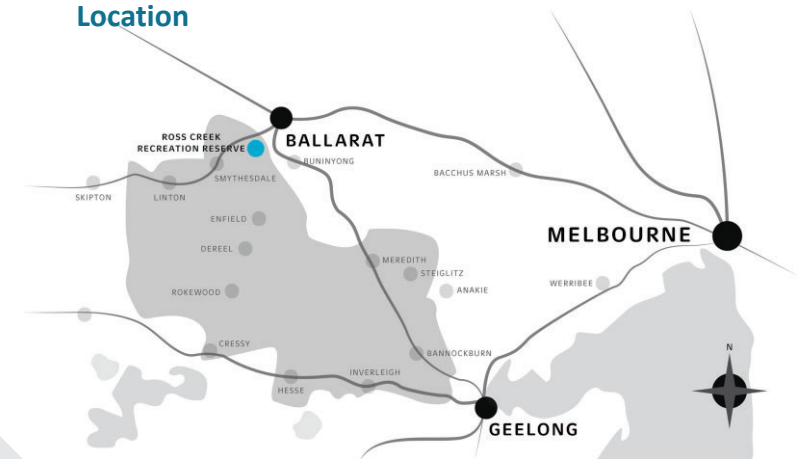 Location
ROSS CREEK
RECREATION RESERVE
BALLARAT
BUNINYONG
SMYTHESDALE
BACCHUS MARSH
SKIPTON
LINTON
ENFIELD
MELBOURNE
DEREEL
MEREDITH
STEIGLITZ
ROKEWOOD
ANAKIE
WERRIBEE
CRESSY
BANNOCKBURN
N
INVERLEIGH
HESSE
GEELONG